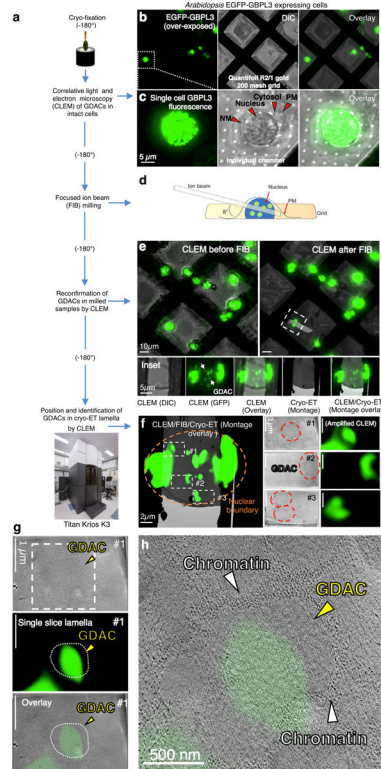 Arabidopsis EGFP-GBPL3 expressing cells
a
Cryo-fixation
(-180°)
Correlative light and
electron microscopy
(CLEM) of GDACs in
intact cells
(-180°)
Focused ion beam
(FIB) milling
(-180°)
Reconfirmation of
GDACs in milled
samples by CLEM
(-180°)
Position and identification of
GDACs in cryo-ET lamella
by CLEM
Titan Krios K3
b
EGFP-GBPL3
(over-exposed)
DIC
Quantifoil R2/1 gold
200 mesh grid
Overlay
c
Single cell GBPL3
fluorescence
5 µm
Cytosol
PM
Nucleus
NM
Individual chamber
Overlay
d
Ion beam
Nucleus
PM
8°
Grid
e
CLEM before FIB
10µm
CLEM after FIB
Inset
5µm
GDAC
CLEM (DIC)
CLEM (GFP)
CLEM
(Overlay)
Cryo-ET
(Montage)
CLEM/Cryo-ET
(Montage overlay)
f
CLEM/FIB/Cryo-ET (Montage
overlay)
#1
#2
#3
Nuclear
boundary
2µm
1µm
#1
(Amplified CLEM)
GDAC
#2
#3
g
1 µm
GDAC
#1
Single slice lamella
#1
GDAC
GDAC
Overlay
#1
h
Chromatin
GDAC
Chromatin
500 nm